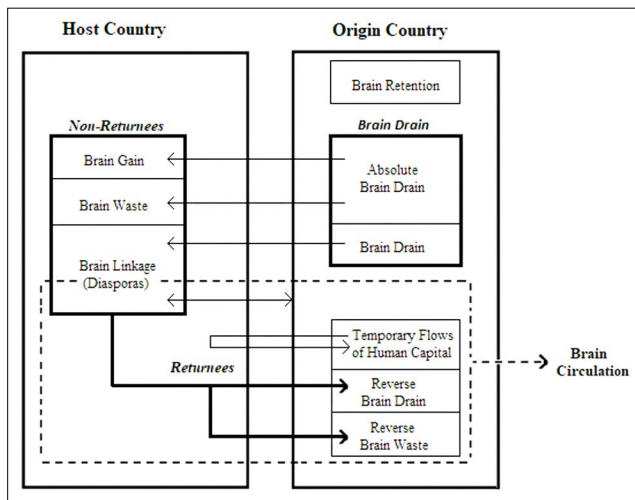 Host Country
Origin Country
Brain Retention
Non-Returnees
Brain Drain
Brain Gain
Absolute
Brain Drain
Brain Waste
Brain Drain
Brain Linkage
(Diasporas)
Temporary Flows
of Human Capital
Brain
Circulation
Returnees
Reverse
Brain Drain
Reverse
Brain Waste